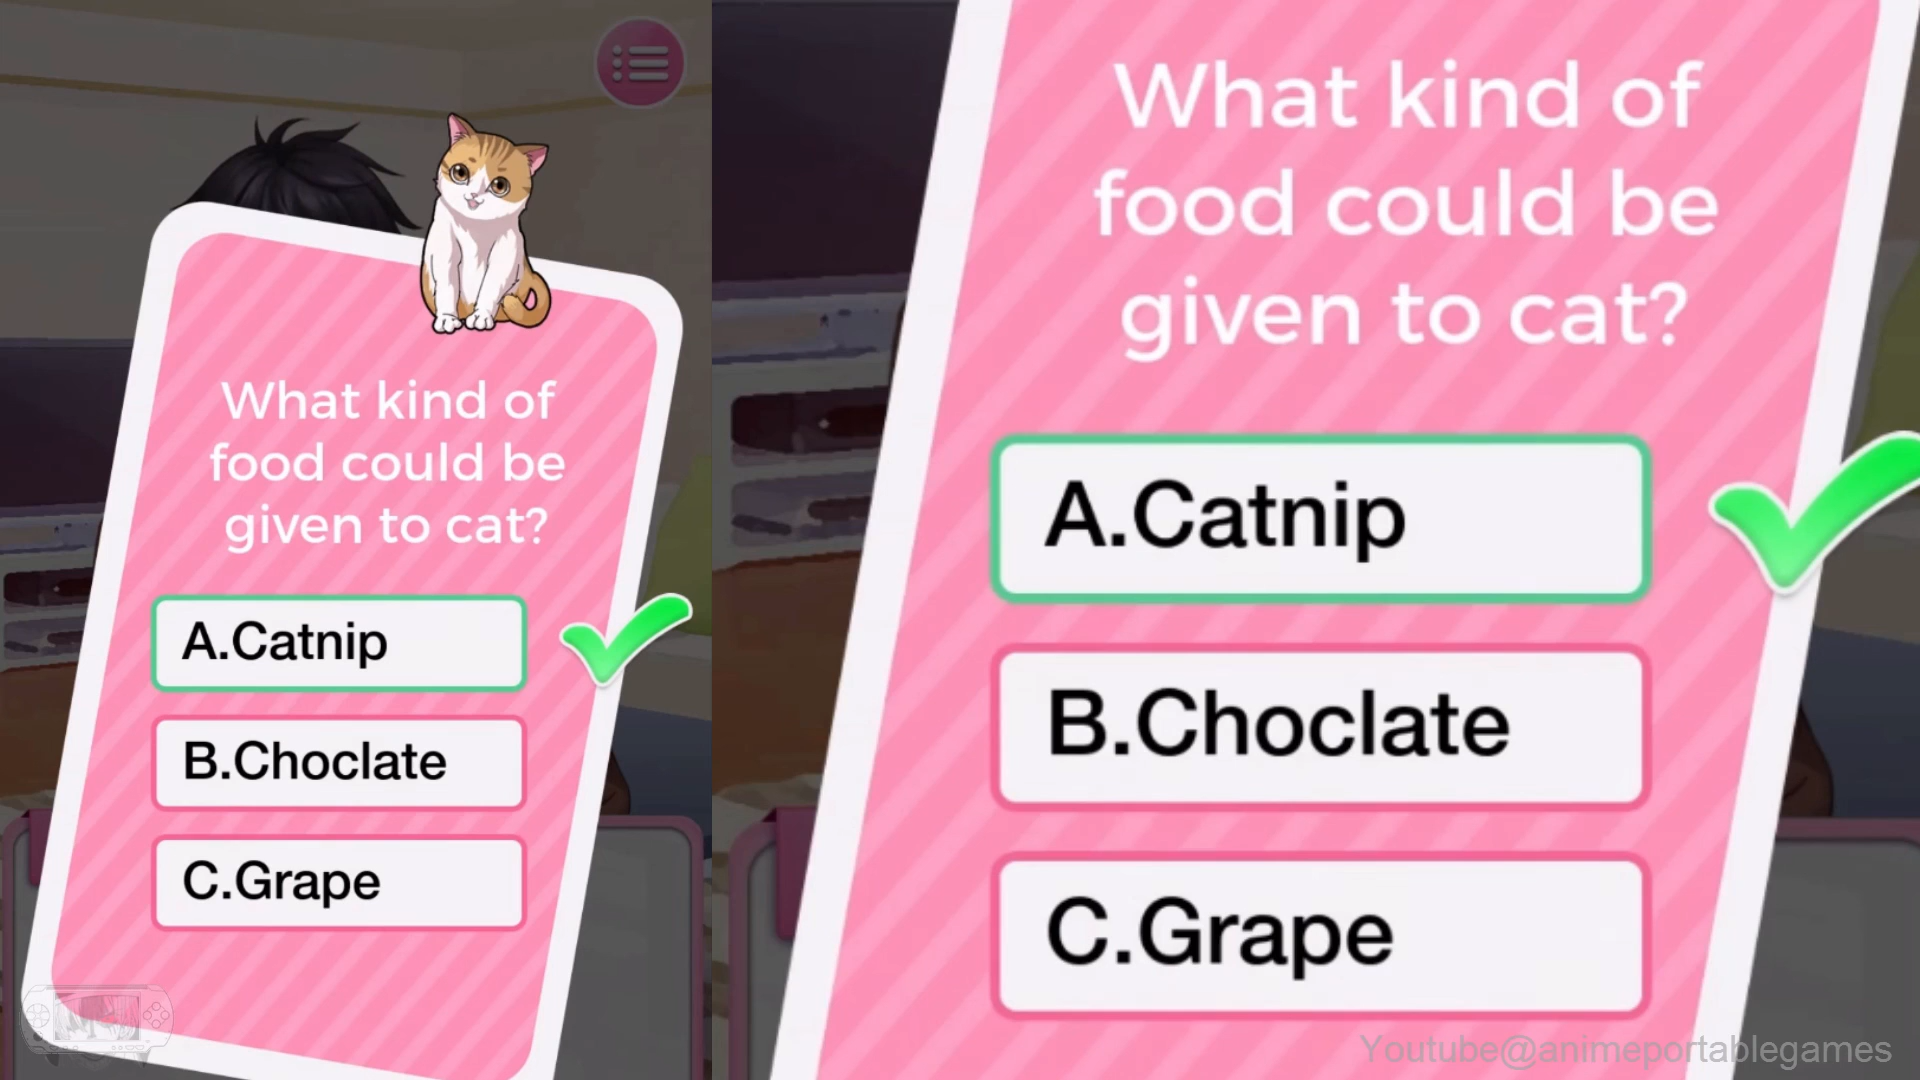 What kind of
food could be
given to cat?
A.Catnip
B.Choclate
C.Grape
What kind of
food could be
given to cat?
A.Catnip
B.Choclate
C.Grape
Youtube@animeportablegames